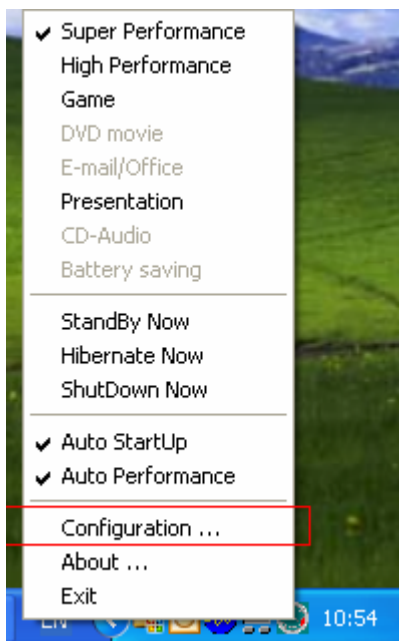 Super Performance
High Performance
Game
DVD movie
E-mail/Office
Presentation
CD-Audio
Battery saving
StandBy Now
Hibernate Now
ShutDown Now
Auto StartUp
Auto Performance
Configuration ...
About ...
Exit
EN
10:54